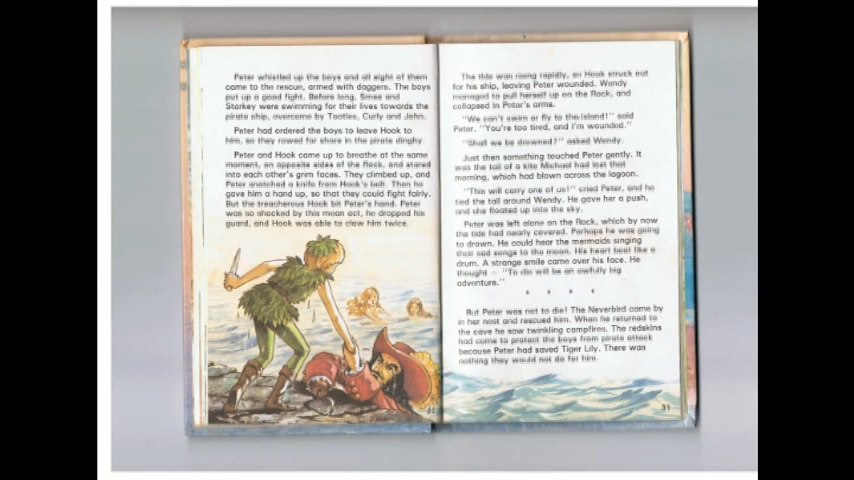 Peter whistled up the boys and all eight of them
came to the rescue, armed with daggers. The boys
put up a good fight. Before long, Smee and
Starkey were swimming for their lives towards the
pirate ship, overcome by Tootles, Curly and John.
Peter had ordered the boys to leave Hook to
him, so they rowed for shore in the pirate dinghy.
Peter and Hook came up to breathe at the same
moment, on opposite sides of the Rock, and stared
into each other's grim faces. They climbed up, and
Peter snatched a knife from Hook's belt. Then he
gave him a hand up, so that they could fight fairly.
But the treacherous Hook bit Peter's hand. Peter
was so shocked by this mean act, he dropped his
guard, and Hook was able to claw him twice.
The tide was rising rapidly, so Hook struck out
for his ship, leaving Peter wounded. Wendy
managed to pull herself up on the Rock, and
collapsed in Peter's arms.
"We can't swim or fly to the island!" said
Peter, "You're too tired, and I'm wounded."
"Shall we be drowned?" asked Wendy.
Just then something touched Peter gently. It
was the tail of a kite Michael had lost that
morning, which had blown across the lagoon.
"This will carry one of us!" cried Peter, and he
tied the tail around Wendy. He gave her a push,
and she floated up into the sky.
Peter was left alone on the Rock, which by now
the tide had nearly covered. Perhaps he was going
to drown. He could hear the mermaids singing
their sad songs to the moon. His heart beat like a
drum. A strange smile came over his face. He
thought – "To die will be an awfully big
adventure."
* * * *
But Peter was not to die! The Neverbird came by
in her nest and rescued him. When he returned to
the cave he saw twinkling campfires. The redskins
had come to protect the boys from pirate attack
because Peter had saved Tiger Lily. There was
nothing they would not do for him.
31